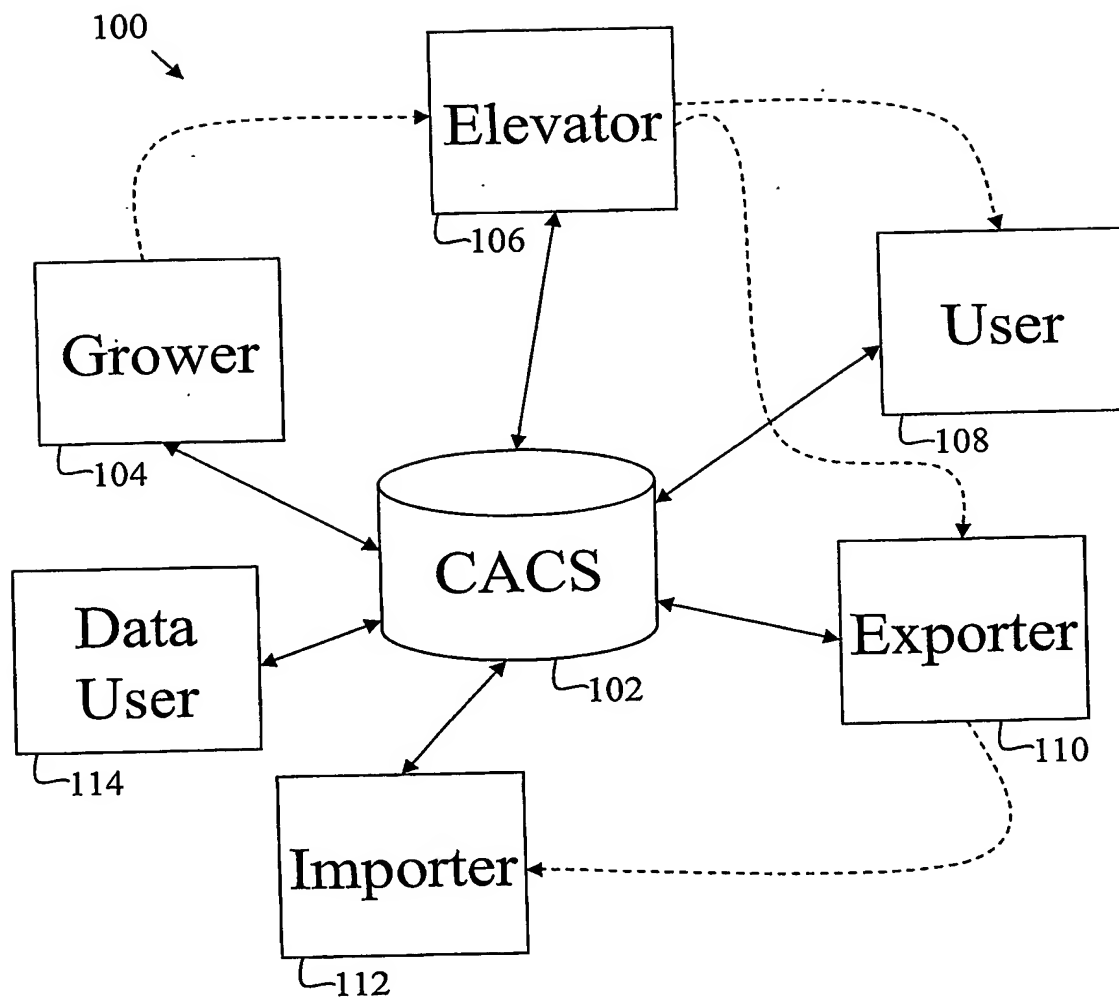 100
Elevator
106
Grower
104
User
108
CACS
102
Data
User
114
Exporter
110
Importer
112